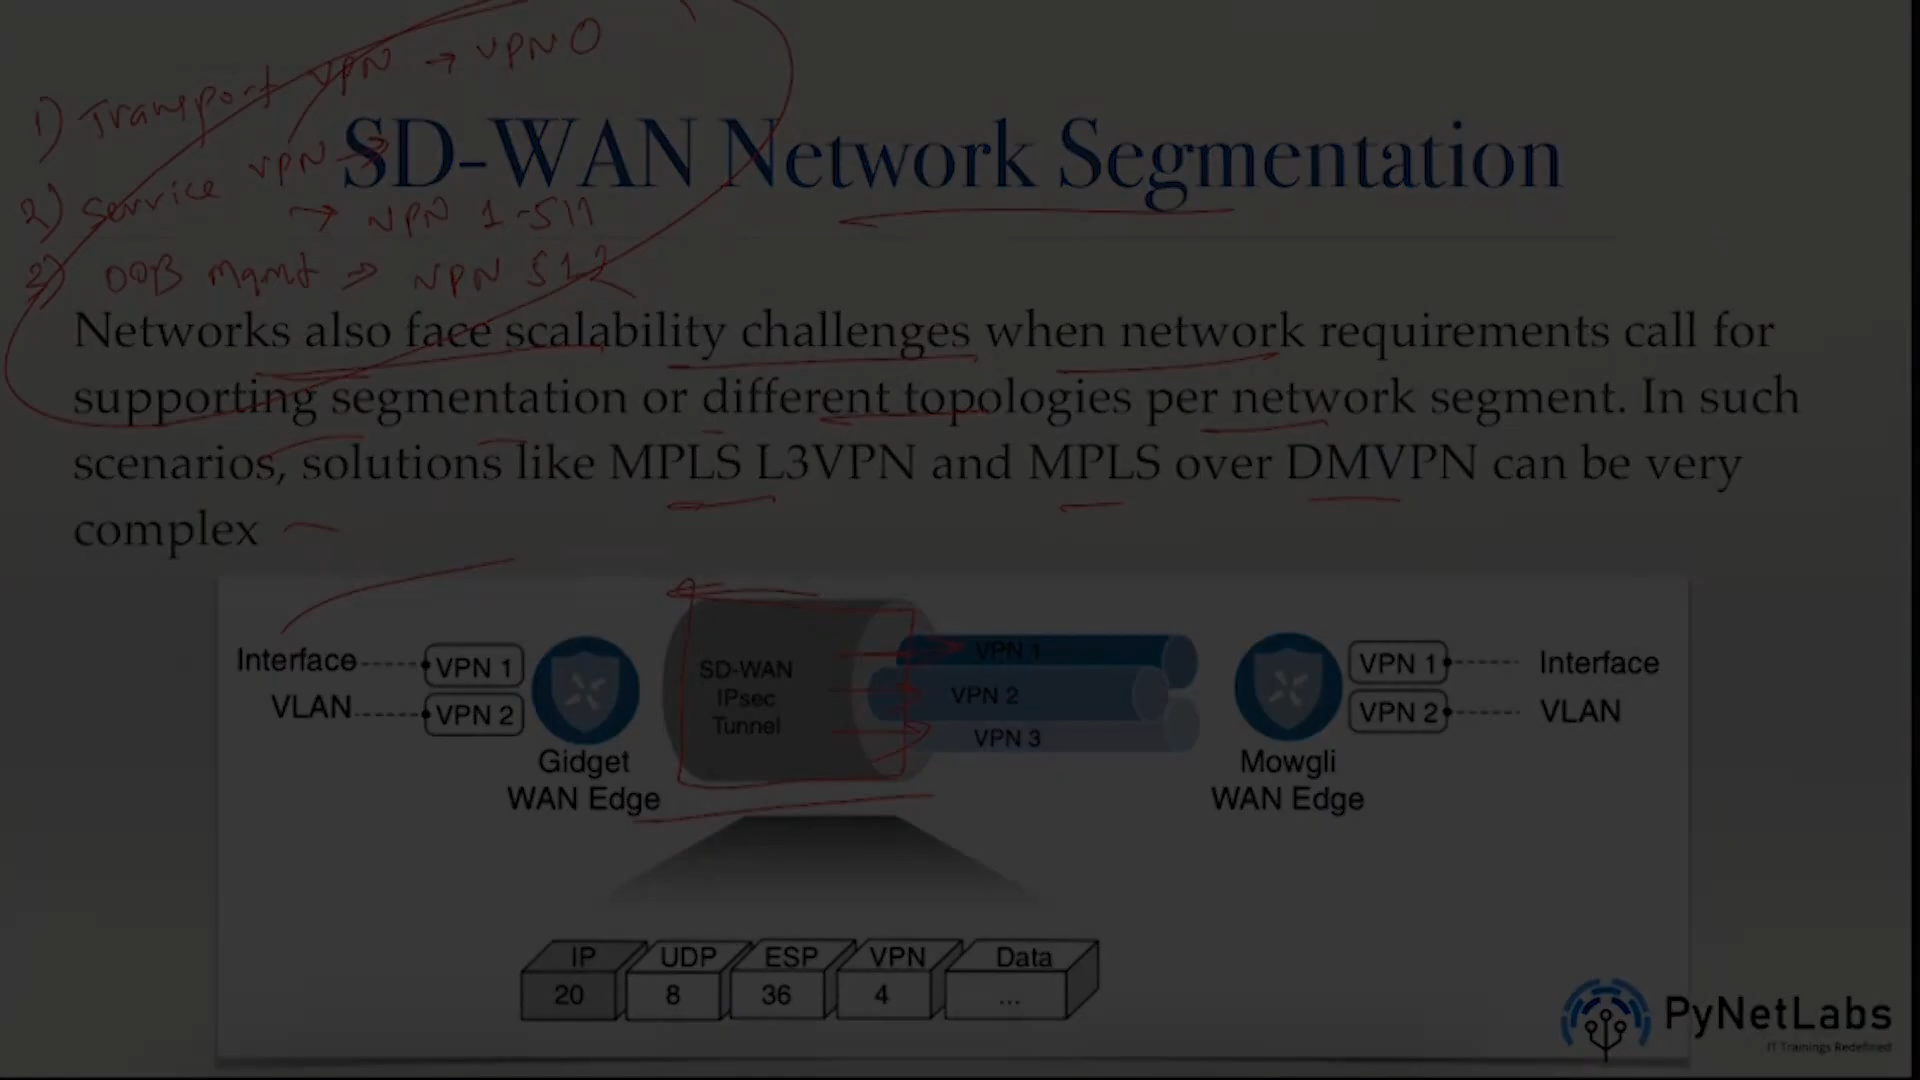 1) Transport VPN → VPN 0
2) Service VPN →
→ VPN 1-511
3) OOB mgmt → VPN 512
SD-WAN Network Segmentation
Networks also face scalability challenges when network requirements call for
supporting segmentation or different topologies per network segment. In such
scenarios, solutions like MPLS L3VPN and MPLS over DMVPN can be very
complex
Interface
VLAN
VPN 1
VPN 2
Gidget
WAN Edge
SD-WAN
IPsec
Tunnel
VPN 1
VPN 2
VPN 3
Mowgli
WAN Edge
VPN 1
VPN 2
Interface
VLAN
IP UDP ESP VPN Data
20 8 36 4 ...
PyNetLabs
IT Trainings Redefined